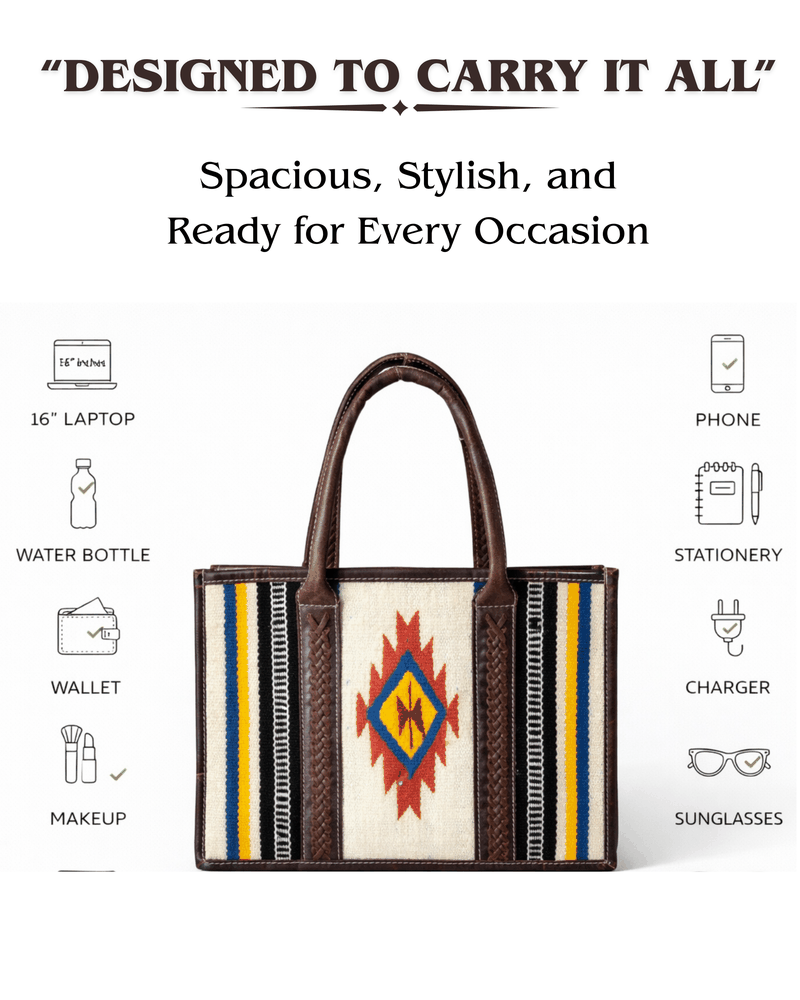 “DESIGNED TO CARRY IT ALL”
Spacious, Stylish, and
Ready for Every Occasion
16” LAPTOP
WATER BOTTLE
WALLET
MAKEUP
PHONE
STATIONERY
CHARGER
SUNGLASSES